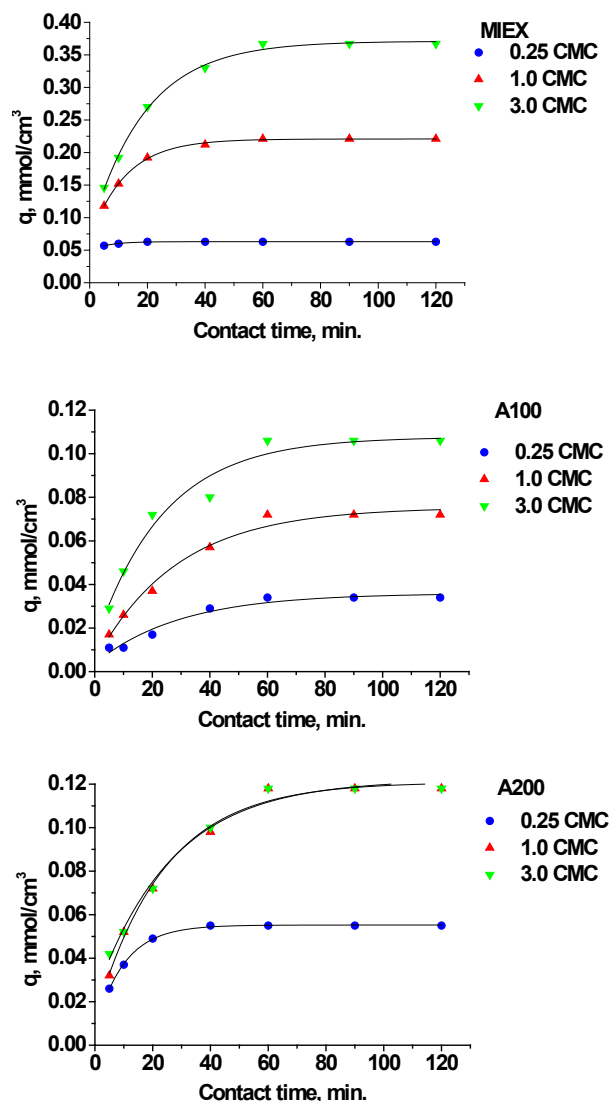 MIEX
0.25 CMC
1.0 CMC
3.0 CMC
q, mmol/cm³
0.40
0.35
0.30
0.25
0.20
0.15
0.10
0.05
0.00
0 20 40 60 80 100 120
Contact time, min.
A100
0.25 CMC
1.0 CMC
3.0 CMC
q, mmol/cm³
0.12
0.10
0.08
0.06
0.04
0.02
0.00
0 20 40 60 80 100 120
Contact time, min.
A200
0.25 CMC
1.0 CMC
3.0 CMC
q, mmol/cm³
0.12
0.10
0.08
0.06
0.04
0.02
0.00
0 20 40 60 80 100 120
Contact time, min.